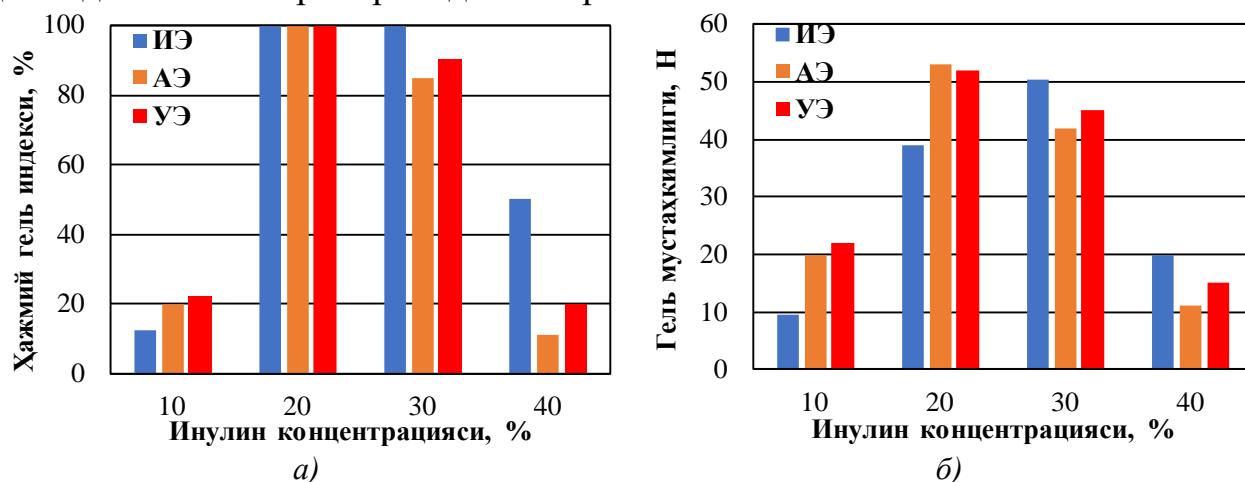 100
80
60
40
20
0
Ҳажмий гель индекси, %
ИЭ
АЭ
УЭ
10 20 30 40
Инулин концентрацияси, %
а)
60
50
40
30
20
10
0
Гель мустаҳкимлиги, Н
ИЭ
АЭ
УЭ
10 20 30 40
Инулин концентрацияси, %
б)